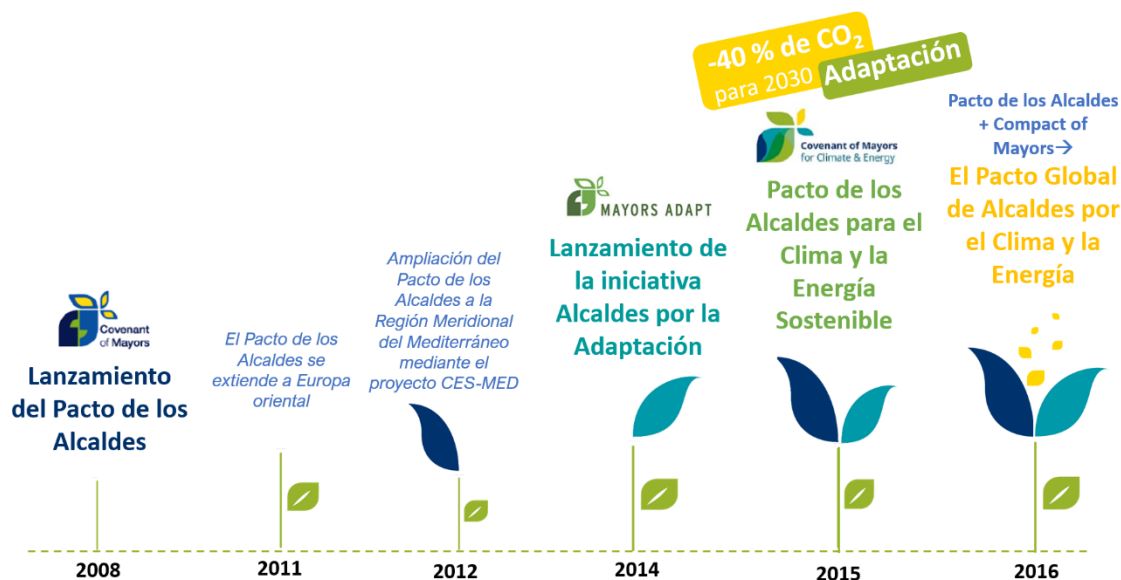 -40 % de CO₂
para 2030
Adaptación
Covenant
of Mayors
Lanzamiento
del Pacto de los
Alcaldes
El Pacto de los
Alcaldes se
extiende a Europa
oriental
Ampliación del
Pacto de los
Alcaldes a la
Región Meridional
del Mediterráneo
mediante el
proyecto CES-MED
MAYORS ADAPT
Lanzamiento de
la iniciativa
Alcaldes por la
Adaptación
Covenant of Mayors
for Climate & Energy
Pacto de los
Alcaldes para el
Clima y la
Energía
Sostenible
Pacto de los Alcaldes
+ Compact of
Mayors→
El Pacto Global
de Alcaldes por
el Clima y la
Energía
2008
2011
2012
2014
2015
2016